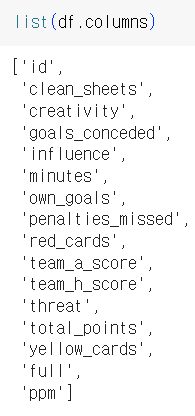 list(df.columns)
['id',
'clean_sheets',
'creativity',
'goals_conceded',
'influence',
'minutes',
'own_goals',
'penalties_missed',
'red_cards',
'team_a_score',
'team_h_score',
'threat',
'total_points',
'yellow_cards',
'full',
'ppm']